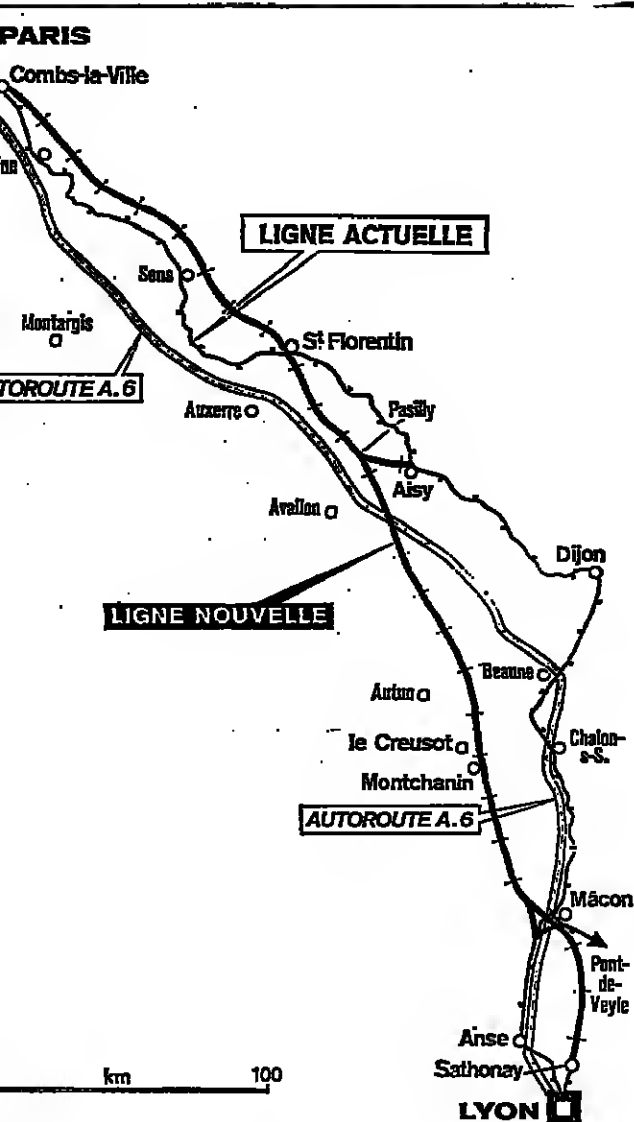 PARIS
Combs-la-Ville
LIGNE ACTUELLE
Sens
Montargis
St Florentin
TOROUTE A.6
Auxerre
Pasilly
Aisy
Avallon
Dijon
LIGNE NOUVELLE
Beaune
Autun
le Creusot
Chalon-
s-S.
Montchanin
AUTOROUTE A.6
Mâcon
Pont-
de-
Veyle
Anse
Sathonay
km 100
LYON